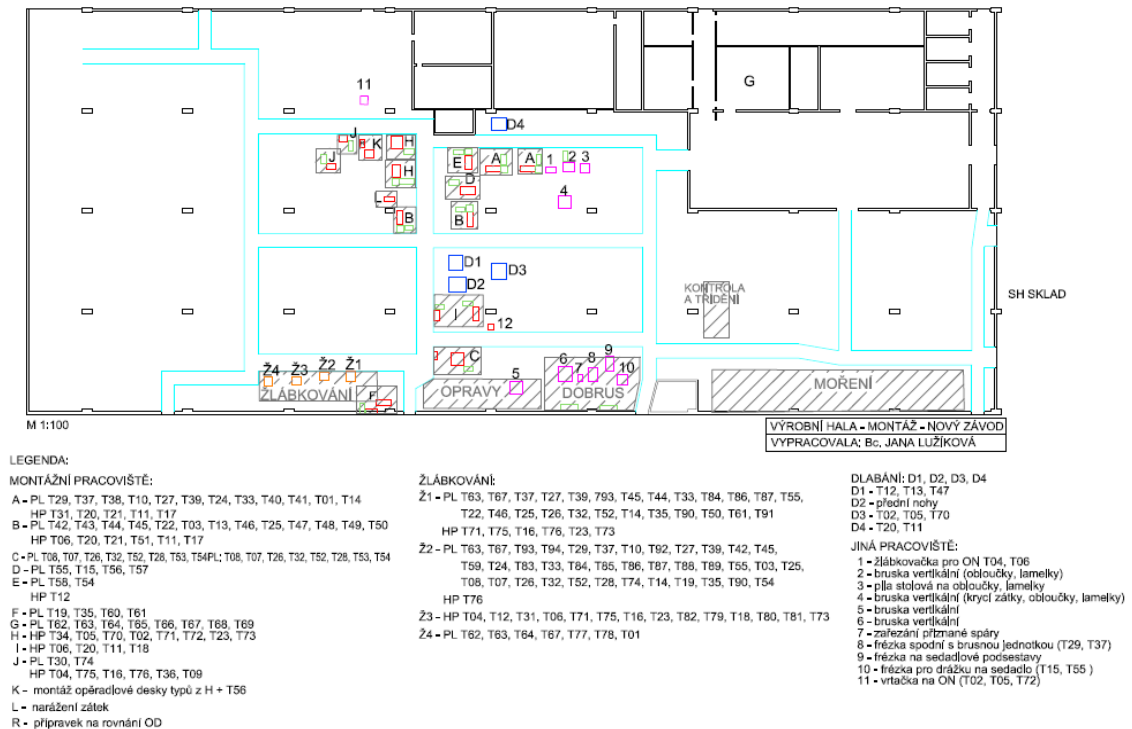 11
G
D4
J
K
H
J
H
E
A
A
1
2
3
D
4
L
B
B
D1
D3
D2
KONTROLA
A TŘÍDĚNÍ
SH SKLAD
I
12
C
9
Ž4
Ž3
Ž2
Ž1
5
6
7
8
10
ŽLÁBKOVÁNÍ
F
OPRAVY
DOBRUS
MOŘENÍ
M 1:100
VÝROBNÍ HALA - MONTÁŽ - NOVÝ ZÁVOD
VYPRACOVALA: Bc. JANA LUŽÍKOVÁ
LEGENDA:
MONTÁŽNÍ PRACOVIŠTĚ:
A - PL T29, T37, T38, T10, T27, T39, T24, T33, T40, T41, T01, T14
HP T31, T20, T21, T11, T17
B - PL T42, T43, T44, T45, T22, T03, T13, T46, T25, T47, T48, T49, T50
HP T06, T20, T21, T51, T11, T17
C - PL T08, T07, T26, T32, T52, T28, T53, T54PL; T08, T07, T26, T32, T52, T28, T53, T54
D - PL T55, T15, T56, T57
E - PL T58, T54
HP T12
F - PL T19, T35, T60, T61
G - PL T62, T63, T64, T65, T66, T67, T68, T69
H - HP T34, T05, T70, T02, T71, T72, T23, T73
I - HP T06, T20, T11, T18
J - PL T30, T74
HP T04, T75, T16, T76, T36, T09
K - montáž opěradlové desky typů z H + T56
L - narážení zátek
R - přípravek na rovnání OD
ŽLÁBKOVÁNÍ:
Ž1 - PL T63, T67, T37, T27, T39, 793, T45, T44, T33, T84, T86, T87, T55,
T22, T46, T25, T26, T32, T52, T14, T35, T90, T50, T61, T91
HP T71, T75, T16, T76, T23, T73
Ž2 - PL T63, T67, T93, T94, T29, T37, T10, T92, T27, T39, T42, T45,
T59, T24, T83, T33, T84, T85, T86, T87, T88, T89, T55, T03, T25,
T08, T07, T26, T32, T52, T28, T74, T14, T19, T35, T90, T54
HP T76
Ž3 - HP T04, T12, T31, T06, T71, T75, T16, T23, T82, T79, T18, T80, T81, T73
Ž4 - PL T62, T63, T64, T67, T77, T78, T01
DLABÁNÍ: D1, D2, D3, D4
D1 - T12, T13, T47
D2 - přední nohy
D3 - T02, T05, T70
D4 - T20, T11
JINÁ PRACOVIŠTĚ:
1 - žlábkovačka pro ON T04, T06
2 - bruska vertikální (obloučky, lamelky)
3 - pila stolová na obloučky, lamelky)
4 - bruska vertikální (krycí zátky, obloučky, lamelky)
5 - bruska vertikální
6 - bruska vertikální
7 - zařezání přiznané spáry
8 - frézka spodní s brusnou jednotkou (T29, T37)
9 - frézka na sedadlové podsestavy
10 - frézka pro drážku na sedadlo (T15, T55 )
11 - vrtačka na ON (T02, T05, T72)